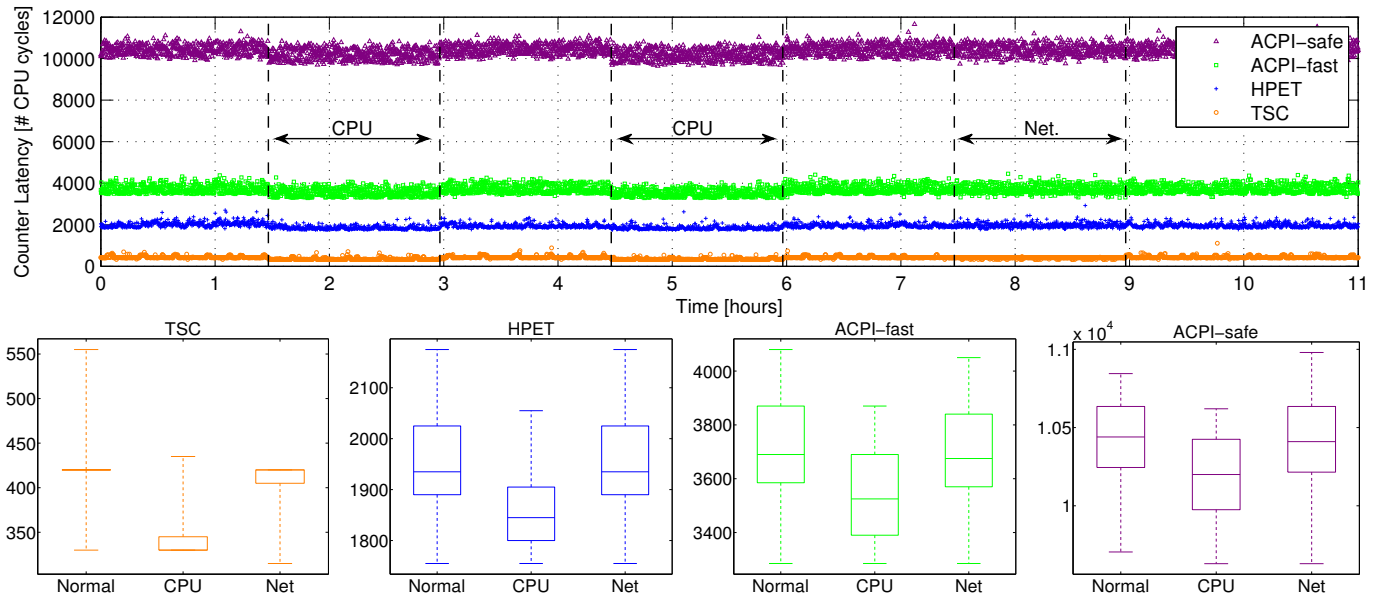 12000
10000
8000
6000
4000
2000
0
Counter Latency [# CPU cycles]
CPU
CPU
Net.
ACPI-safe
ACPI-fast
HPET
TSC
0 1 2 3 4 5 6 7 8 9 10 11
Time [hours]
TSC
550
500
450
400
350
Normal CPU Net
HPET
2100
2000
1900
1800
Normal CPU Net
ACPI-fast
4000
3800
3600
3400
Normal CPU Net
ACPI-safe
x 10^4
1.1
1.05
1
Normal CPU Net